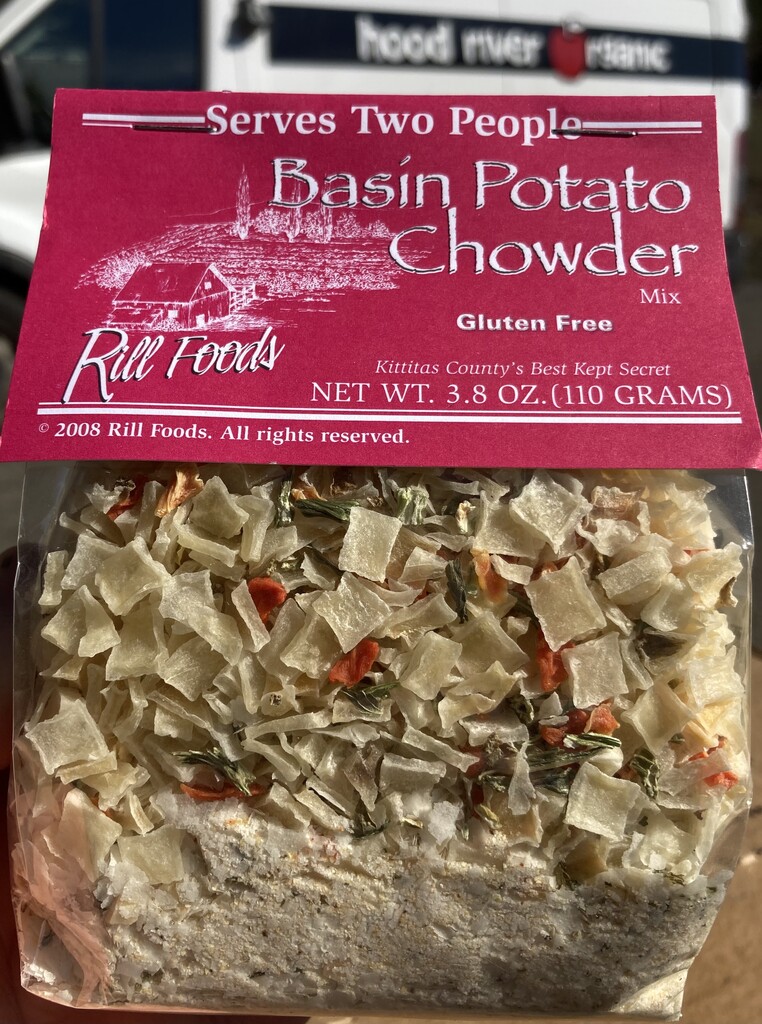 hood river organic
Serves Two People
Basin Potato
Chowder
Mix
Gluten Free
Rill Foods
Kittitas County's Best Kept Secret
NET WT. 3.8 OZ.(110 GRAMS)
© 2008 Rill Foods. All rights reserved.